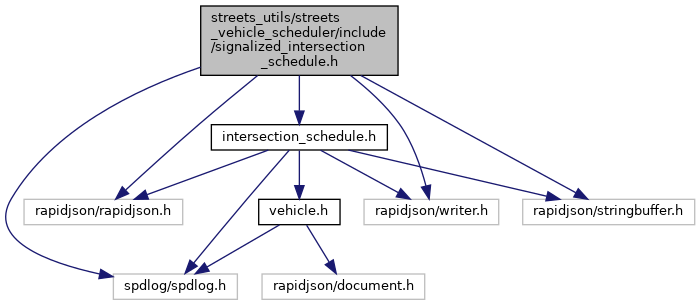 streets_utils/streets
_vehicle_scheduler/include
/signalized_intersection
_schedule.h
intersection_schedule.h
rapidjson/rapidjson.h
vehicle.h
rapidjson/writer.h
rapidjson/stringbuffer.h
spdlog/spdlog.h
rapidjson/document.h